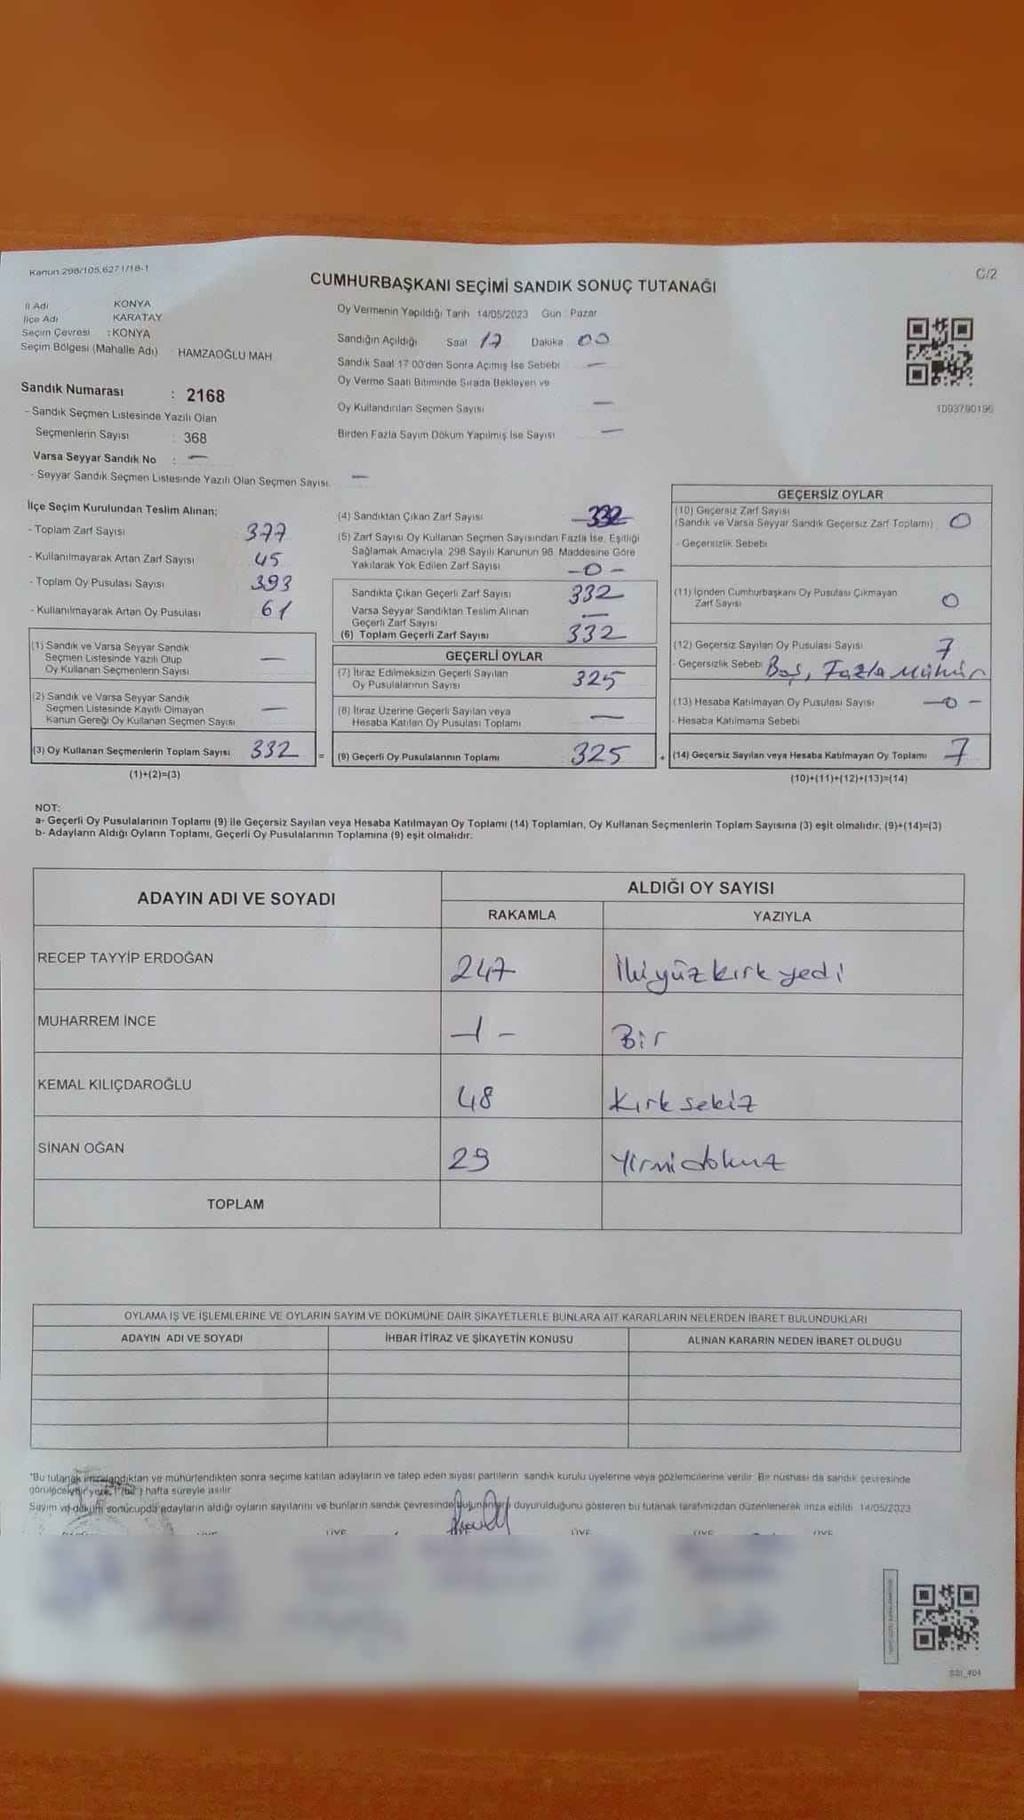 Kanun 298/105,6271/18-1
C/2
CUMHURBAŞKANI SEÇİMİ SANDIK SONUÇ TUTANAĞI
İl Adı KONYA
İlçe Adı KARATAY
Seçim Çevresi : KONYA
Seçim Bölgesi (Mahalle Adı) HAMZAOĞLU MAH
Sandık Numarası : 2168
- Sandık Seçmen Listesinde Yazılı Olan
Seçmenlerin Sayısı : 368
Varsa Seyyar Sandık No : —
- Seyyar Sandık Seçmen Listesinde Yazılı Olan Seçmen Sayısı —
Oy Vermenin Yapıldığı Tarih 14/05/2023 Gün Pazar
Sandığın Açıldığı Saat 17 Dakika 00
Sandık Saat 17 00'den Sonra Açmış İse Sebebi —
Oy Verme Saati Bitiminde Sırada Bekleyen ve
Oy Kullandırılan Seçmen Sayısı —
Birden Fazla Sayım Döküm Yapılmış İse Sayısı —
1093790196
İlçe Seçim Kurulundan Teslim Alınan;
- Toplam Zarf Sayısı 377
- Kullanılmayarak Artan Zarf Sayısı 45
- Toplam Oy Pusulası Sayısı 393
- Kullanılmayarak Artan Oy Pusulası 61
(1) Sandık ve Varsa Seyyar Sandık
Seçmen Listesinde Yazılı Olup
Oy Kullanan Seçmenlerin Sayısı —
(2) Sandık ve Varsa Seyyar Sandık
Seçmen Listesinde Kayıtlı Olmayan
Kanun Gereği Oy Kullanan Seçmen Sayısı —
(3) Oy Kullanan Seçmenlerin Toplam Sayısı 332 =
(1)+(2)=(3)
(4) Sandıktan Çıkan Zarf Sayısı 332
(5) Zarf Sayısı Oy Kullanan Seçmen Sayısından Fazla İse, Eşitliği
Sağlamak Amacıyla 298 Sayılı Kanunun 98. Maddesine Göre
Yakılarak Yok Edilen Zarf Sayısı -0-
Sandıkta Çıkan Geçerli Zarf Sayısı 332
Varsa Seyyar Sandıktan Teslim Alınan
Geçerli Zarf Sayısı —
(6) Toplam Geçerli Zarf Sayısı 332
GEÇERLİ OYLAR
(7) İtiraz Edilmeksizin Geçerli Sayılan
Oy Pusulalarının Sayısı 325
(8) İtiraz Üzerine Geçerli Sayılan veya
Hesaba Katılan Oy Pusulası Toplamı —
(9) Geçerli Oy Pusulalarının Toplamı 325 +
GEÇERSİZ OYLAR
(10) Geçersiz Zarf Sayısı
(Sandık ve Varsa Seyyar Sandık Geçersiz Zarf Toplamı) 0
- Geçersizlik Sebebi
(11) İçinden Cumhurbaşkanı Oy Pusulası Çıkmayan
Zarf Sayısı 0
(12) Geçersiz Sayılan Oy Pusulası Sayısı 7
- Geçersizlik Sebebi Boş, Fazla Mühür
(13) Hesaba Katılmayan Oy Pusulası Sayısı -0-
- Hesaba Katılmama Sebebi
(14) Geçersiz Sayılan veya Hesaba Katılmayan Oy Toplamı 7
(10)+(11)+(12)+(13)=(14)
NOT:
a- Geçerli Oy Pusulalarının Toplamı (9) ile Geçersiz Sayılan veya Hesaba Katılmayan Oy Toplamı (14) Toplamları, Oy Kullanan Seçmenlerin Toplam Sayısına (3) eşit olmalıdır. (9)+(14)=(3)
b- Adayların Aldığı Oyların Toplamı, Geçerli Oy Pusulalarının Toplamına (9) eşit olmalıdır.
ADAYIN ADI VE SOYADI
ALDIĞI OY SAYISI
RAKAMLA YAZIYLA
RECEP TAYYİP ERDOĞAN 247 İkiyüzkırkyedi
MUHARREM İNCE -1- Bir
KEMAL KILIÇDAROĞLU 48 Kırksekiz
SİNAN OĞAN 29 Yirmidokuz
TOPLAM
OYLAMA İŞ VE İŞLEMLERİNE VE OYLARIN SAYIM VE DÖKÜMÜNE DAİR ŞİKAYETLERLE BUNLARA AİT KARARLARIN NELERDEN İBARET BULUNDUKLARI
ADAYIN ADI VE SOYADI İHBAR İTİRAZ VE ŞİKAYETİN KONUSU ALINAN KARARIN NEDEN İBARET OLDUĞU
"Bu tutanak imzalandıktan ve mühürlendikten sonra seçime katılan adayların ve talep eden siyasi partilerin sandık kurulu üyelerine veya gözlemcilerine verilir. Bir nüshası da sandık çevresinde
görülecek bir yere, 1 (bir) hafta süreyle asılır
Sayım ve döküm sonucunda adayların aldığı oyların sayılarını ve bunların sandık çevresinde duyurulduğunu gösteren bu tutanak tarafımızdan düzenlenerek imza edildi 14/05/2023
ÜYE ÜYE ÜYE ÜYE